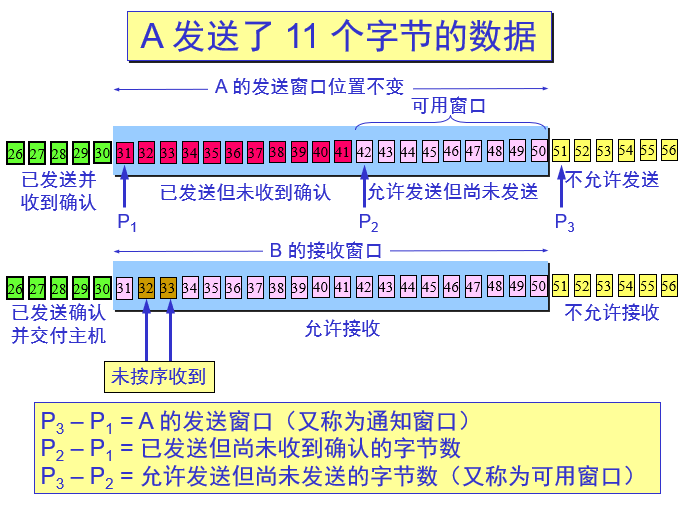 A 发送了 11 个字节的数据
A 的发送窗口位置不变
可用窗口
26 27 28 29 30 31 32 33 34 35 36 37 38 39 40 41 42 43 44 45 46 47 48 49 50 51 52 53 54 55 56
已发送并
收到确认
已发送但未收到确认
允许发送但尚未发送
不允许发送
P1 P2 P3
B 的接收窗口
26 27 28 29 30 31 32 33 34 35 36 37 38 39 40 41 42 43 44 45 46 47 48 49 50 51 52 53 54 55 56
已发送确认
并交付主机
允许接收
不允许接收
未按序收到
P3 – P1 = A 的发送窗口（又称为通知窗口）
P2 – P1 = 已发送但尚未收到确认的字节数
P3 – P2 = 允许发送但尚未发送的字节数（又称为可用窗口）